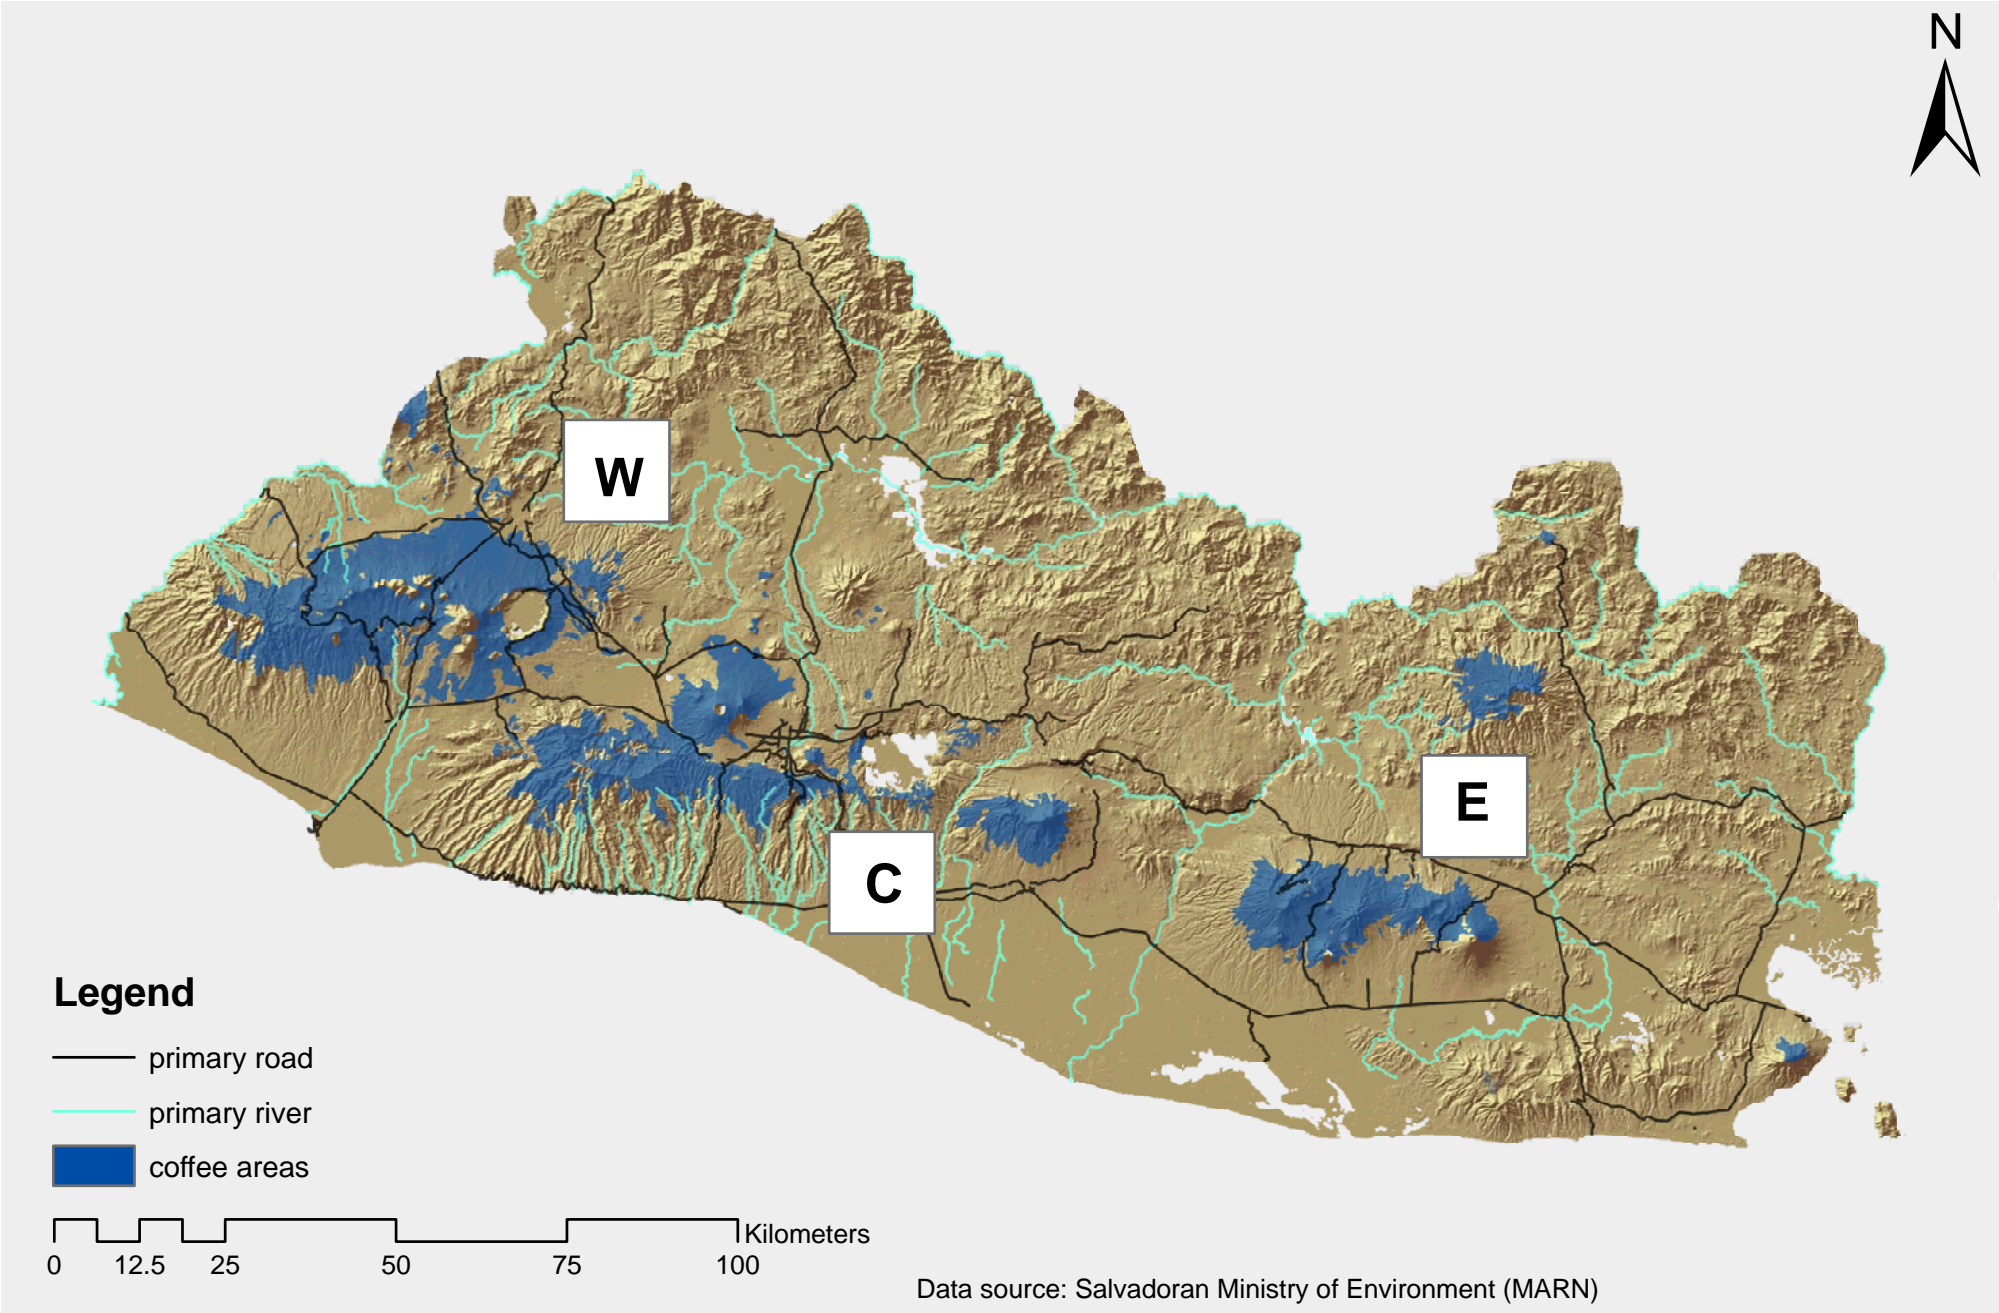 N
W
E
C
Legend
primary road
primary river
coffee areas
Kilometers
0 12.5 25 50 75 100
Data source: Salvadoran Ministry of Environment (MARN)